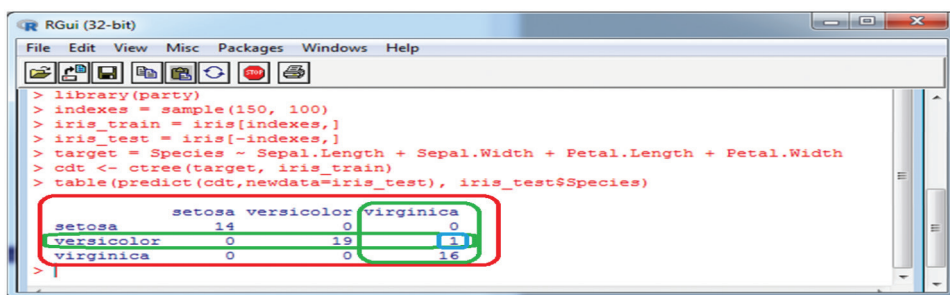 RGui (32-bit)
File Edit View Misc Packages Windows Help
STOP
> library(party)
> indexes = sample(150, 100)
> iris_train = iris[indexes,]
> iris_test = iris[-indexes,]
> target = Species ~ Sepal.Length + Sepal.Width + Petal.Length + Petal.Width
> cdt <- ctree(target, iris_train)
> table(predict(cdt,newdata=iris_test), iris_test$Species)
setosa versicolor virginica
setosa 14 0 0
versicolor 0 19 1
virginica 0 0 16
>